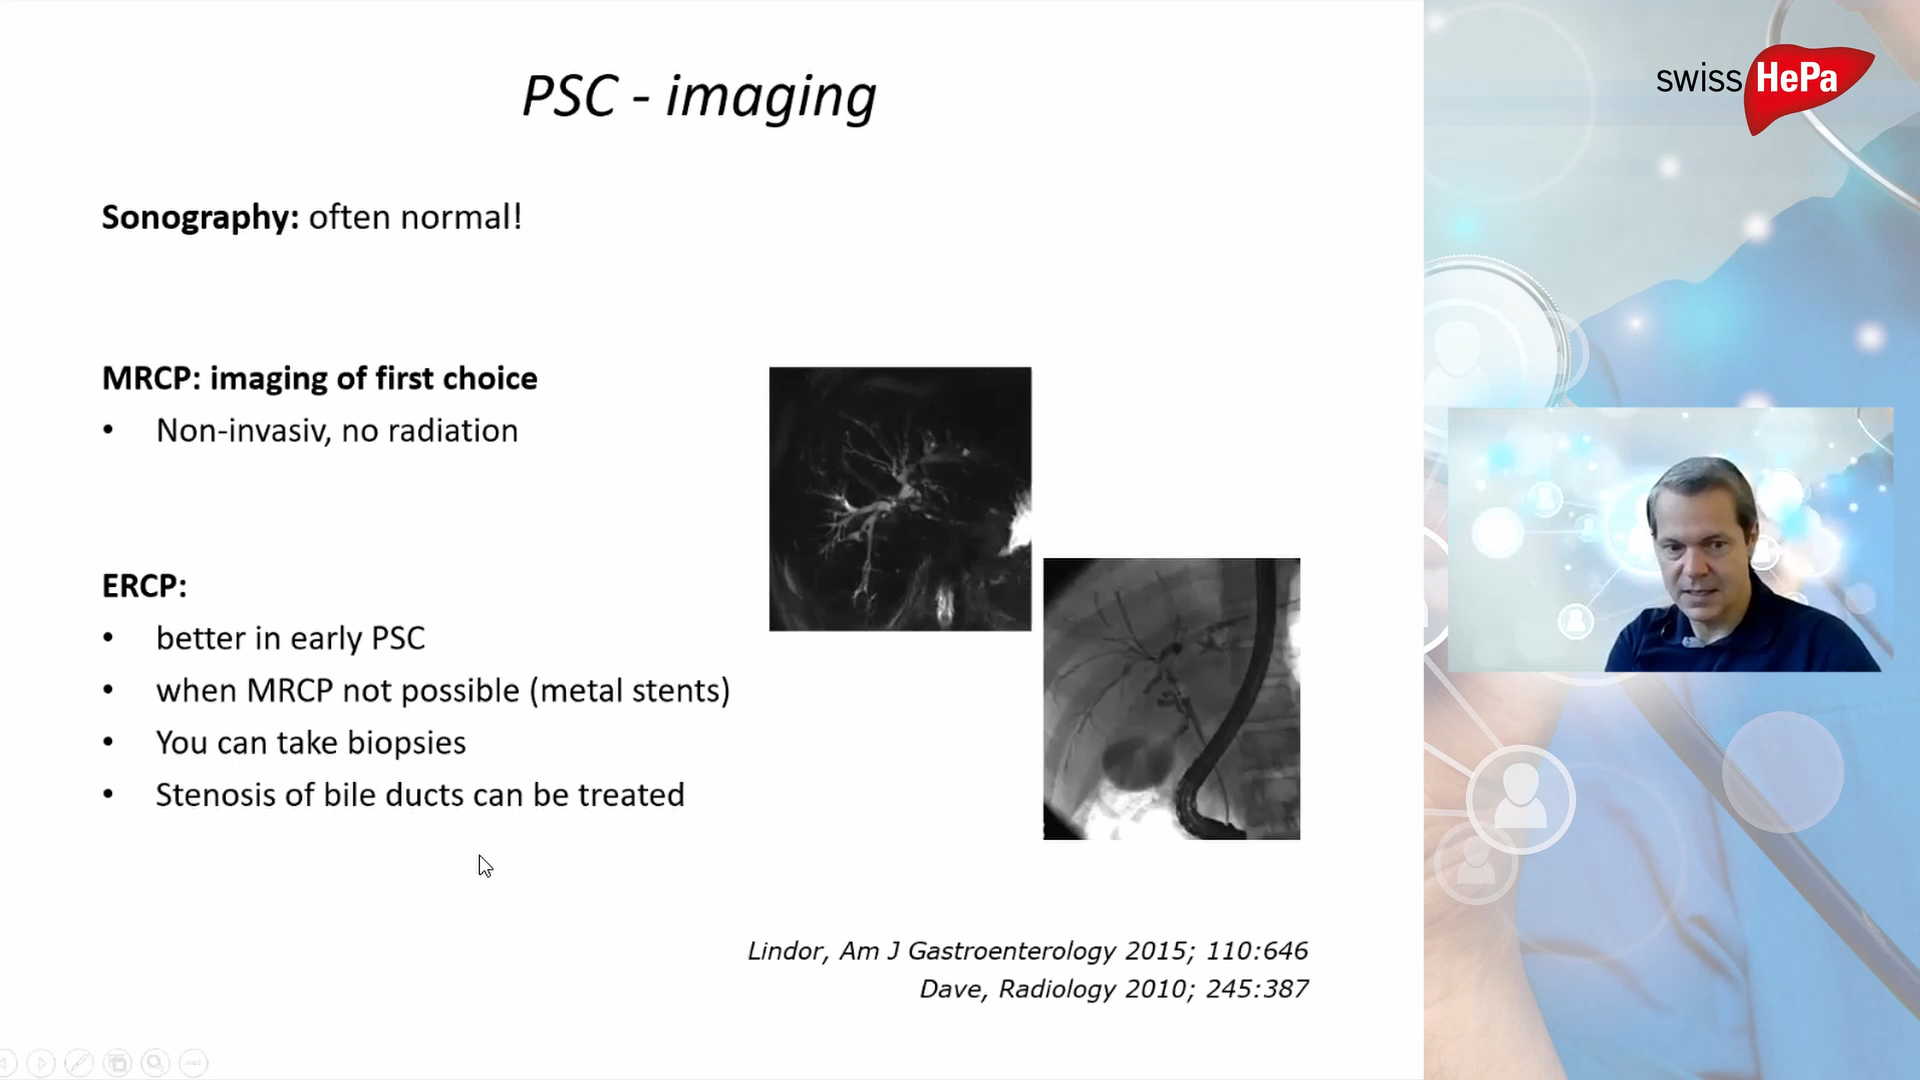 PSC - imaging
swiss HePa
Sonography: often normal!
MRCP: imaging of first choice
• Non-invasiv, no radiation
ERCP:
• better in early PSC
• when MRCP not possible (metal stents)
• You can take biopsies
• Stenosis of bile ducts can be treated
Lindor, Am J Gastroenterology 2015; 110:646
Dave, Radiology 2010; 245:387